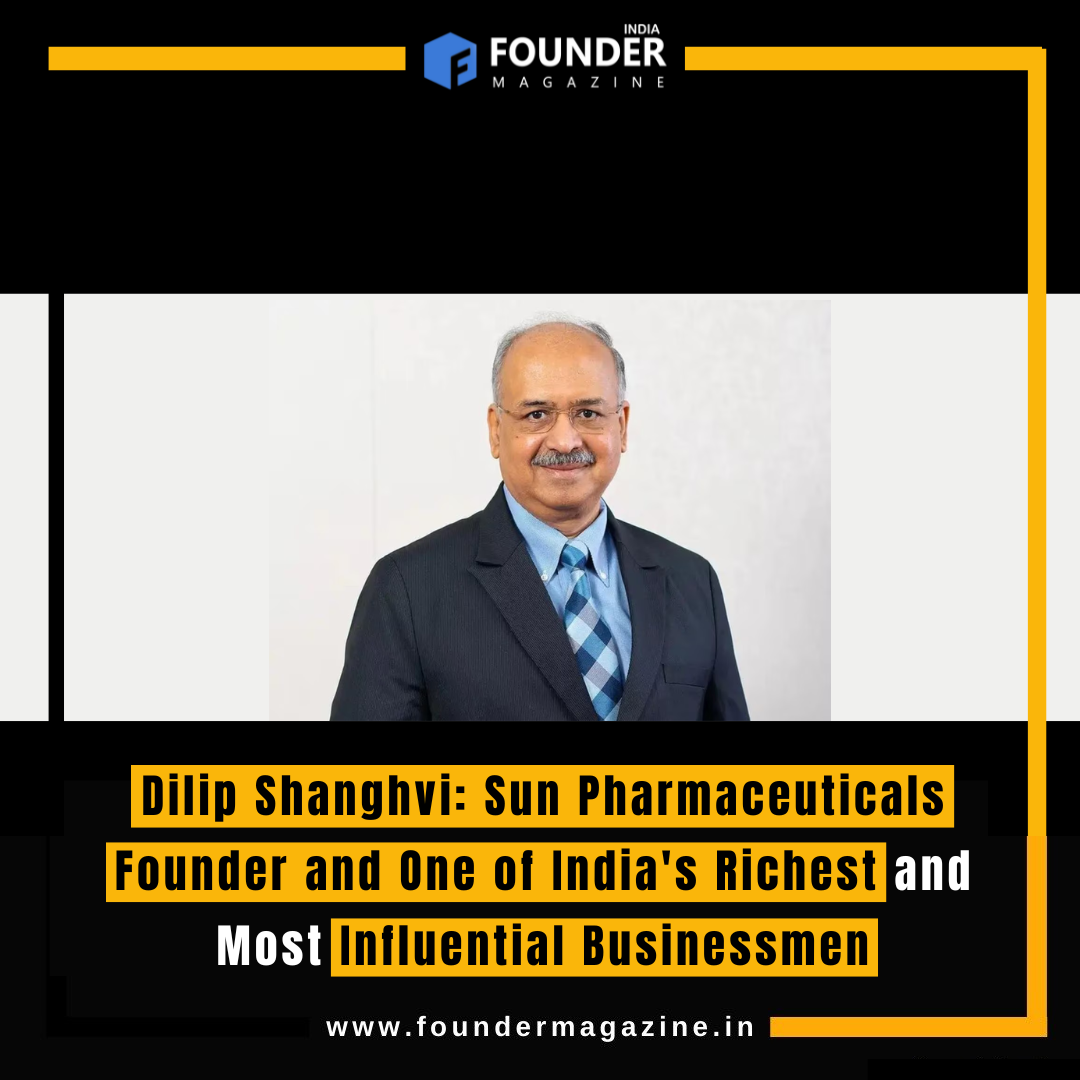 INDIA
FOUNDER
MAGAZINE
Dilip Shanghvi: Sun Pharmaceuticals
Founder and One of India's Richest and
Most Influential Businessmen
www.foundermagazine.in